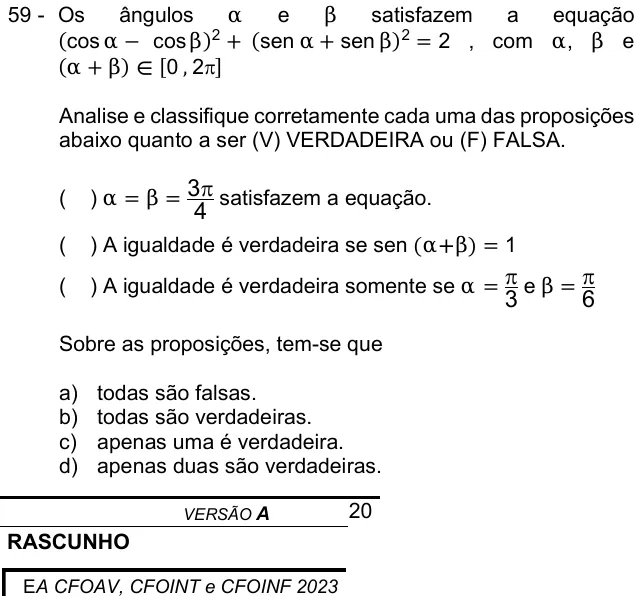 59 - Os ângulos α e β satisfazem a equação
(cos α − cos β)² + (sen α + sen β)² = 2 , com α, β e
(α + β) ∈ [0 , 2π]
Analise e classifique corretamente cada uma das proposições
abaixo quanto a ser (V) VERDADEIRA ou (F) FALSA.
( ) α = β = 3π/4 satisfazem a equação.
( ) A igualdade é verdadeira se sen (α+β) = 1
( ) A igualdade é verdadeira somente se α = π/3 e β = π/6
Sobre as proposições, tem-se que
a) todas são falsas.
b) todas são verdadeiras.
c) apenas uma é verdadeira.
d) apenas duas são verdadeiras.
VERSÃO A 20
RASCUNHO
EA CFOAV, CFOINT e CFOINF 2023